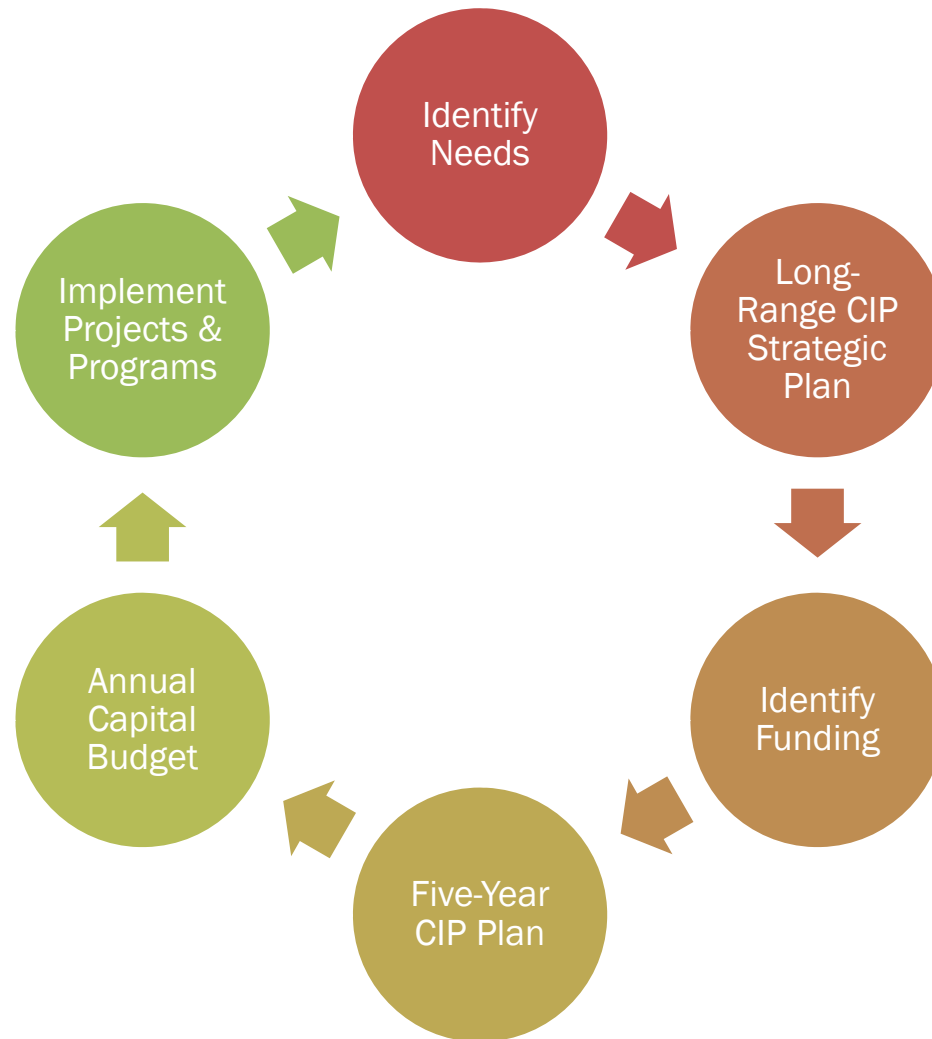 Identify
Needs
Long-
Range CIP
Strategic
Plan
Identify
Funding
Five-Year
CIP Plan
Annual
Capital
Budget
Implement
Projects &
Programs